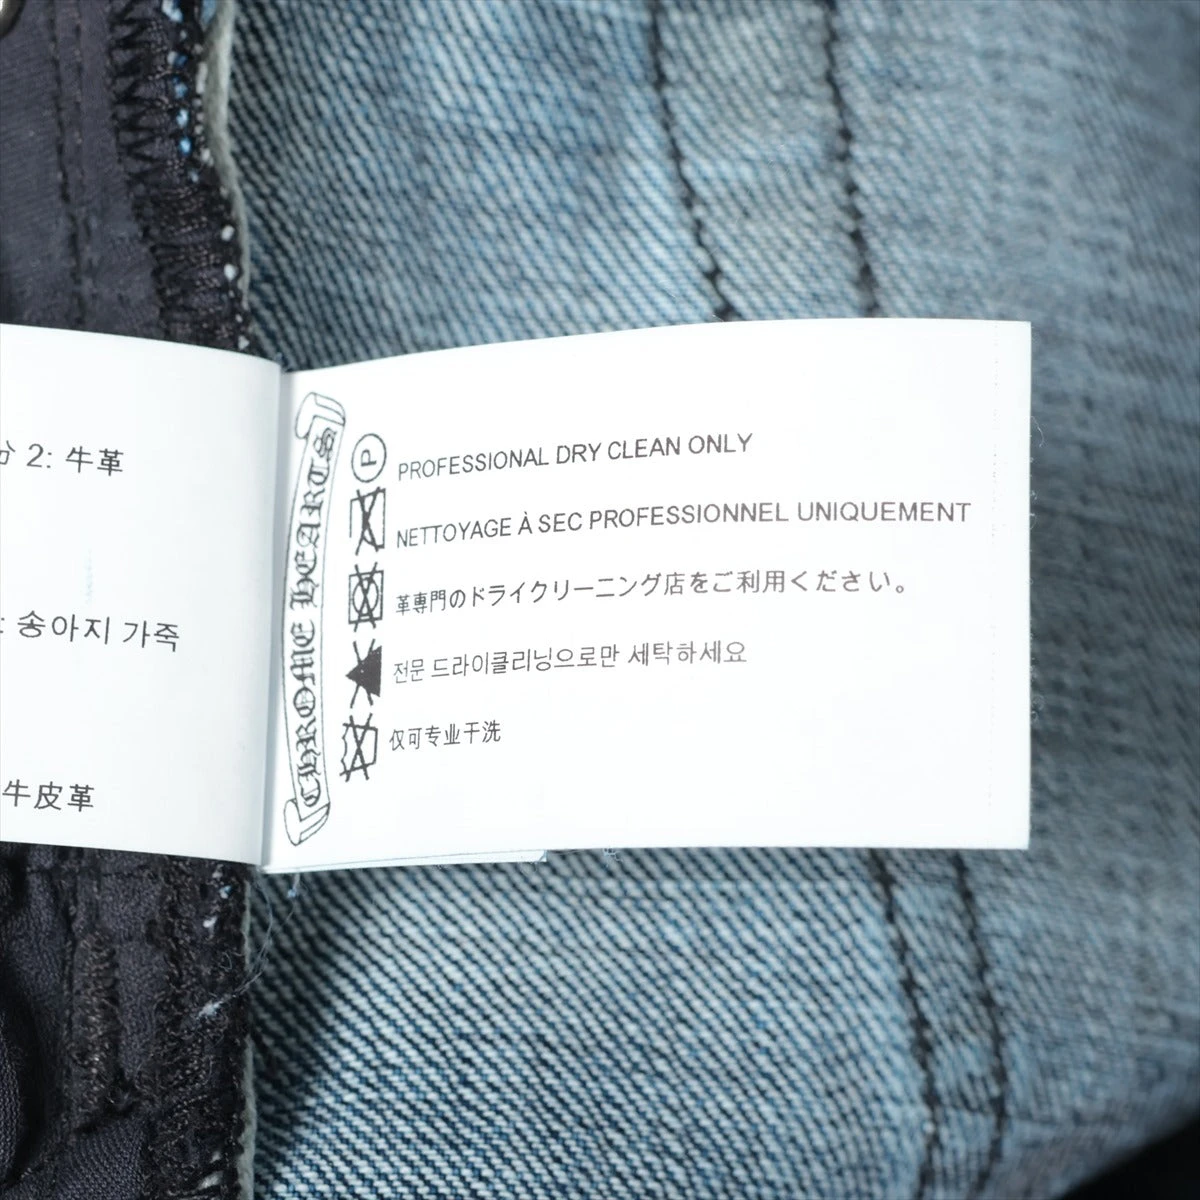 分 2: 牛革
: 송아지 가죽
牛皮革
CHROME HEARTS
P
PROFESSIONAL DRY CLEAN ONLY
NETTOYAGE À SEC PROFESSIONNEL UNIQUEMENT
革専門のドライクリーニング店をご利用ください。
전문 드라이클리닝으로만 세탁하세요
仅可专业干洗